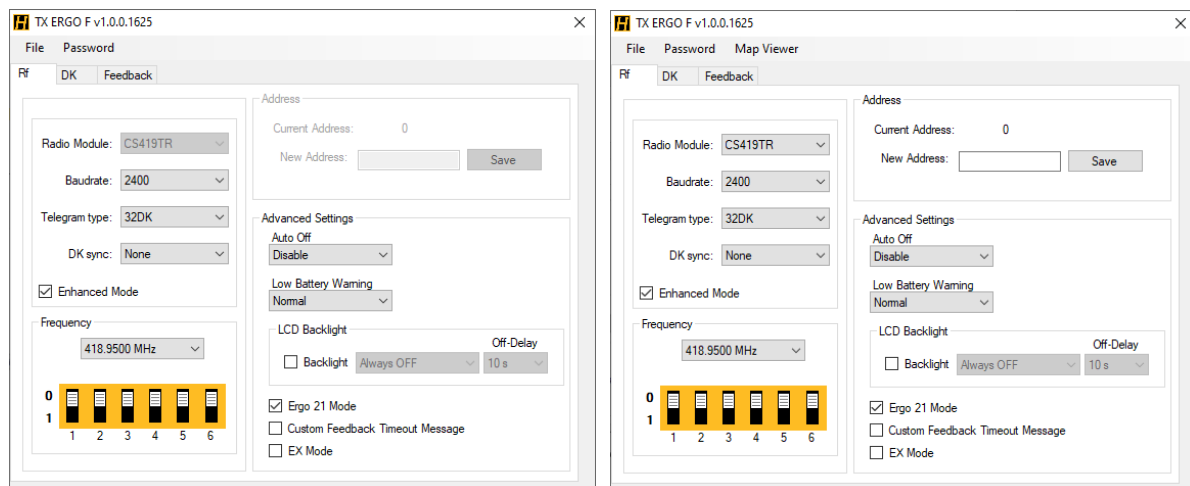 TX ERGO F v1.0.0.1625
File Password
Rf DK Feedback
Radio Module: CS419TR
Baudrate: 2400
Telegram type: 32DK
DK sync: None
Enhanced Mode
Frequency
418.9500 MHz
0
1
1 2 3 4 5 6
Address
Current Address: 0
New Address: Save
Advanced Settings
Auto Off
Disable
Low Battery Warning
Normal
LCD Backlight
Off-Delay
Backlight Always OFF 10 s
Ergo 21 Mode
Custom Feedback Timeout Message
EX Mode
TX ERGO F v1.0.0.1625
File Password Map Viewer
Rf DK Feedback
Radio Module: CS419TR
Baudrate: 2400
Telegram type: 32DK
DK sync: None
Enhanced Mode
Frequency
418.9500 MHz
0
1
1 2 3 4 5 6
Address
Current Address: 0
New Address: Save
Advanced Settings
Auto Off
Disable
Low Battery Warning
Normal
LCD Backlight
Off-Delay
Backlight Always OFF 10 s
Ergo 21 Mode
Custom Feedback Timeout Message
EX Mode